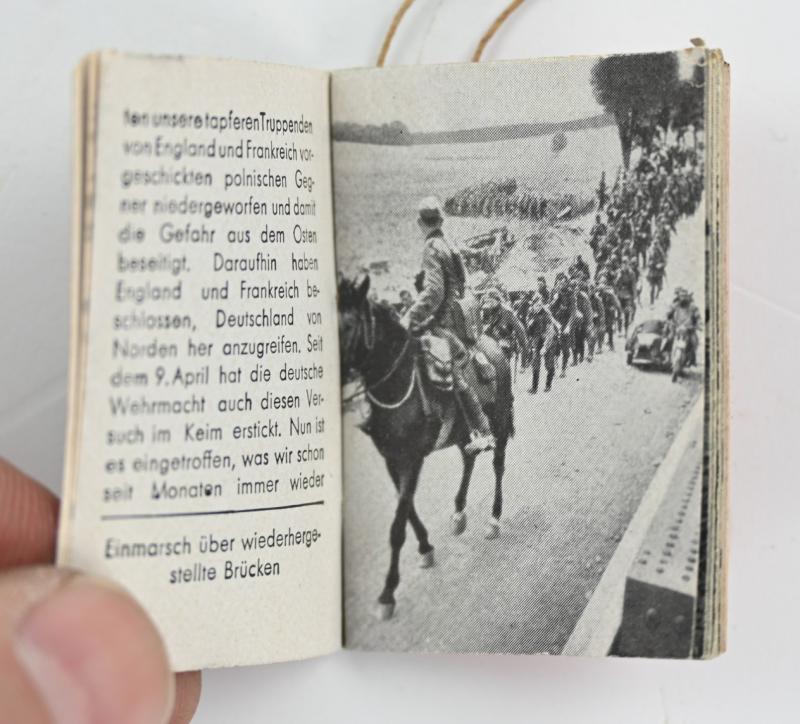 ten unsere tapferen Truppen den
von England und Frankreich vor-
geschickten polnischen Geg-
ner niedergeworfen und damit
die Gefahr aus dem Osten
beseitigt. Daraufhin haben
England und Frankreich be-
schlossen, Deutschland von
Norden her anzugreifen. Seit
dem 9. April hat die deutsche
Wehrmacht auch diesen Ver-
such im Keim erstickt. Nun ist
es eingetroffen, was wir schon
seit Monaten immer wieder
Einmarsch über wiederherge-
stellte Brücken